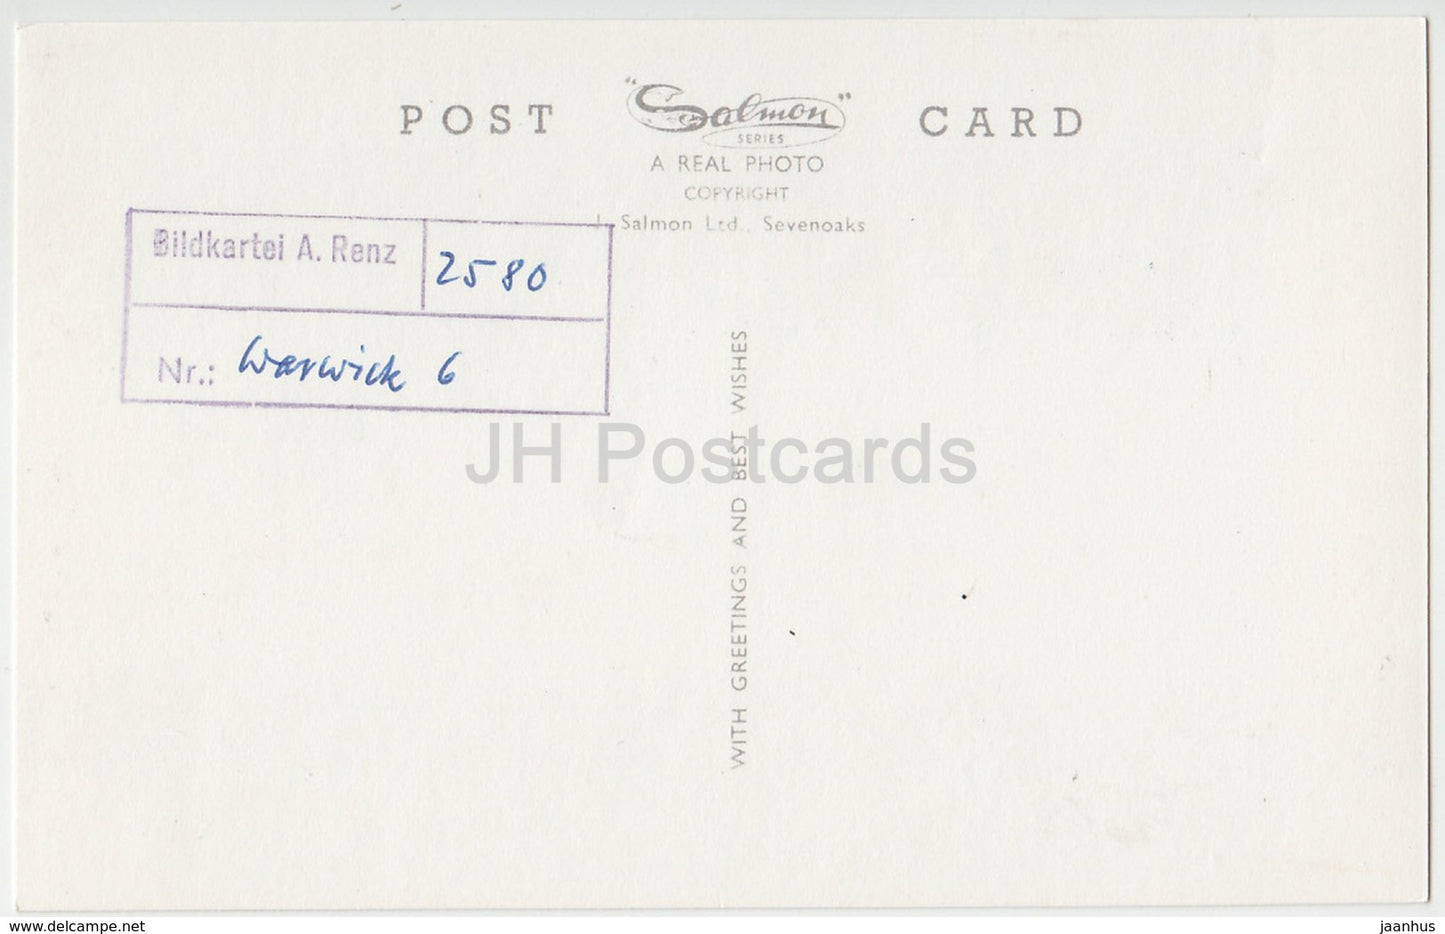 POST "Salmon" CARD
SERIES
A REAL PHOTO
COPYRIGHT
J. Salmon Ltd., Sevenoaks
Bildkartei A. Renz 2580
Nr.: Warwick 6
WITH GREETINGS AND BEST WISHES
JH Postcards
www.delcampe.net
jaanhus